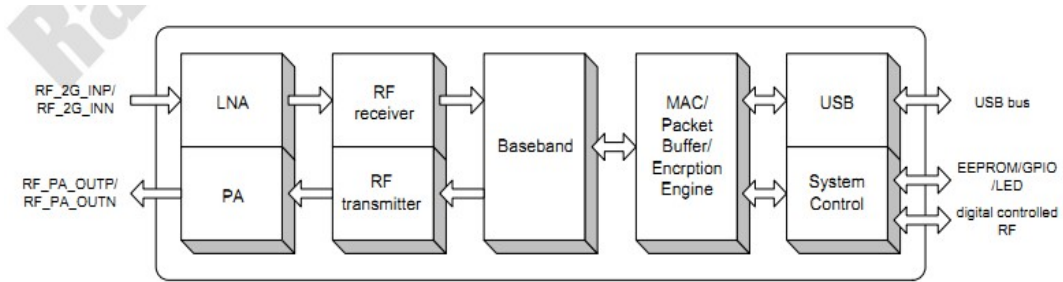 Ra
RF_2G_INP/
RF_2G_INN
LNA
RF
receiver
Baseband
MAC/
Packet
Buffer/
Encrption
Engine
USB
USB bus
RF_PA_OUTP/
RF_PA_OUTN
PA
RF
transmitter
System
Control
EEPROM/GPIO
/LED
digital controlled
RF